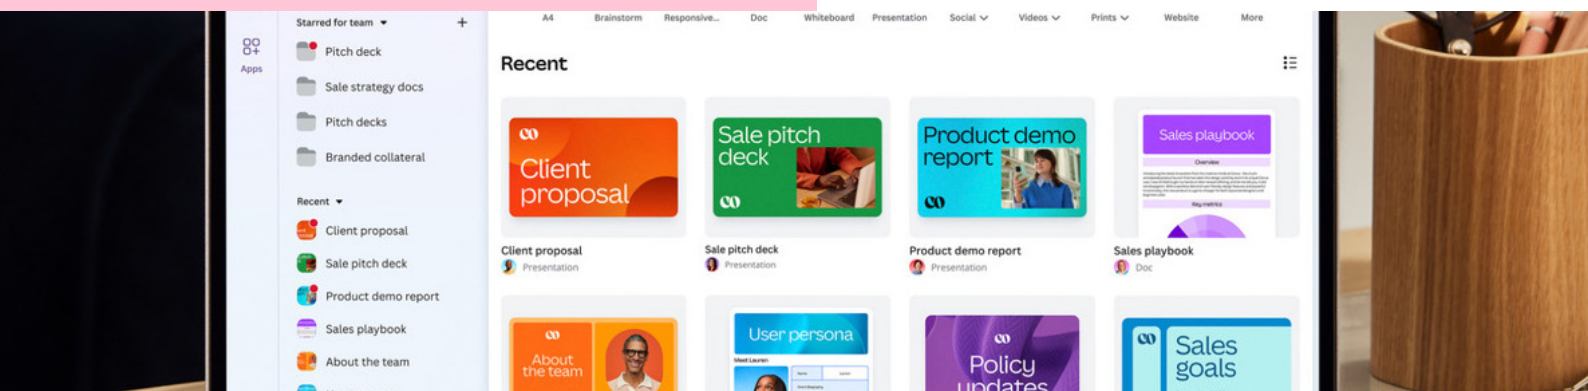 Starred for team
A4
Brainstorm
Responsive...
Doc
Whiteboard
Presentation
Social
Videos
Prints
Website
More
Apps
Pitch deck
Sale strategy docs
Pitch decks
Branded collateral
Recent
Client proposal
Sale pitch deck
Product demo report
Sales playbook
About the team
Recent
Client
proposal
Client proposal
Presentation
Sale pitch
deck
Sale pitch deck
Presentation
Product demo
report
Product demo report
Presentation
Sales playbook
Overview
Key metrics
Sales playbook
Doc
About
the team
User persona
Meet Lauren
Policy
updates
Sales
goals